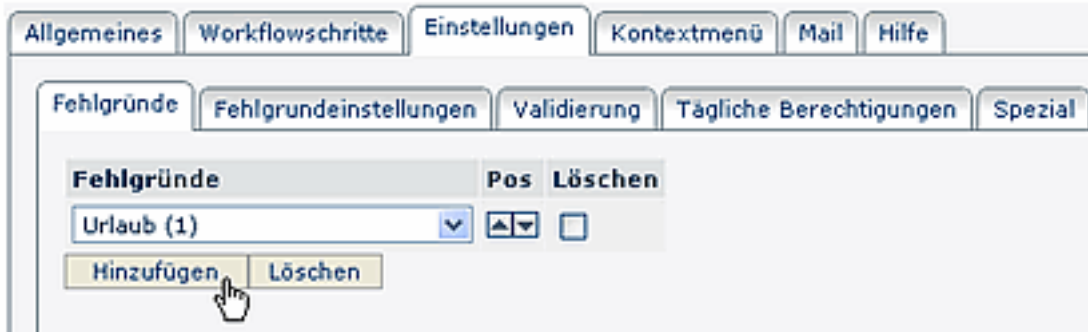 Allgemeines Workflowschritte Einstellungen Kontextmenü Mail Hilfe
Fehlgründe Fehlgrundeinstellungen Validierung Tägliche Berechtigungen Spezial
Fehlgründe Pos Löschen
Urlaub (1)
Hinzufügen Löschen